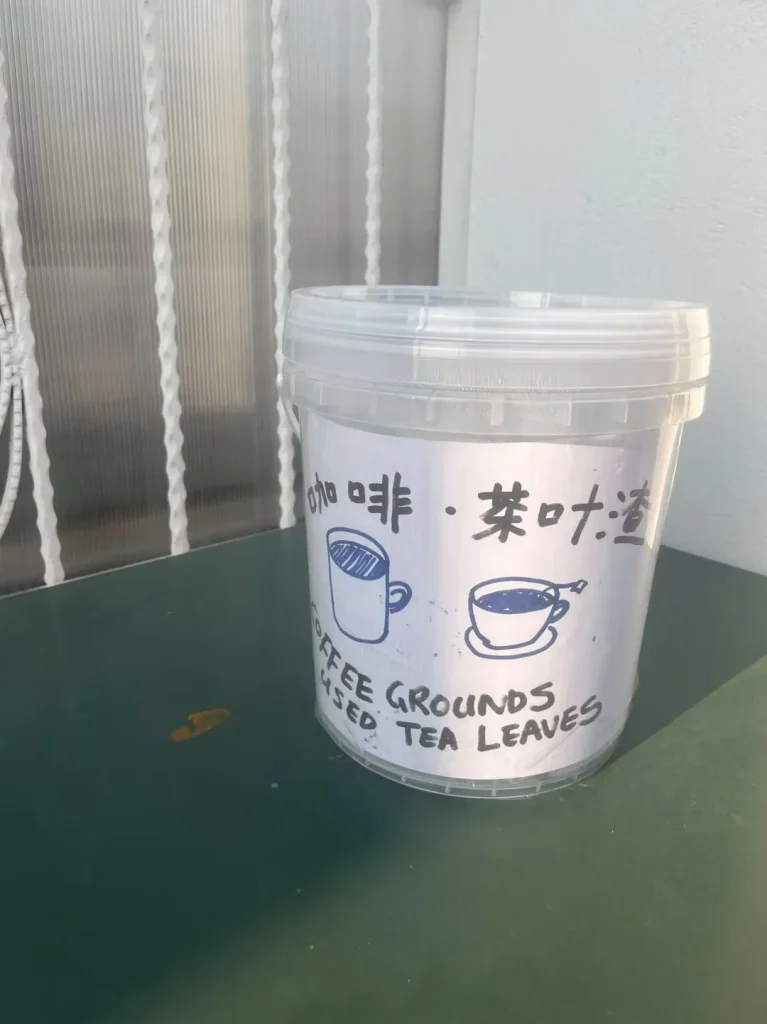 咖啡·茶叶渣
COFFEE GROUNDS
USED TEA LEAVES